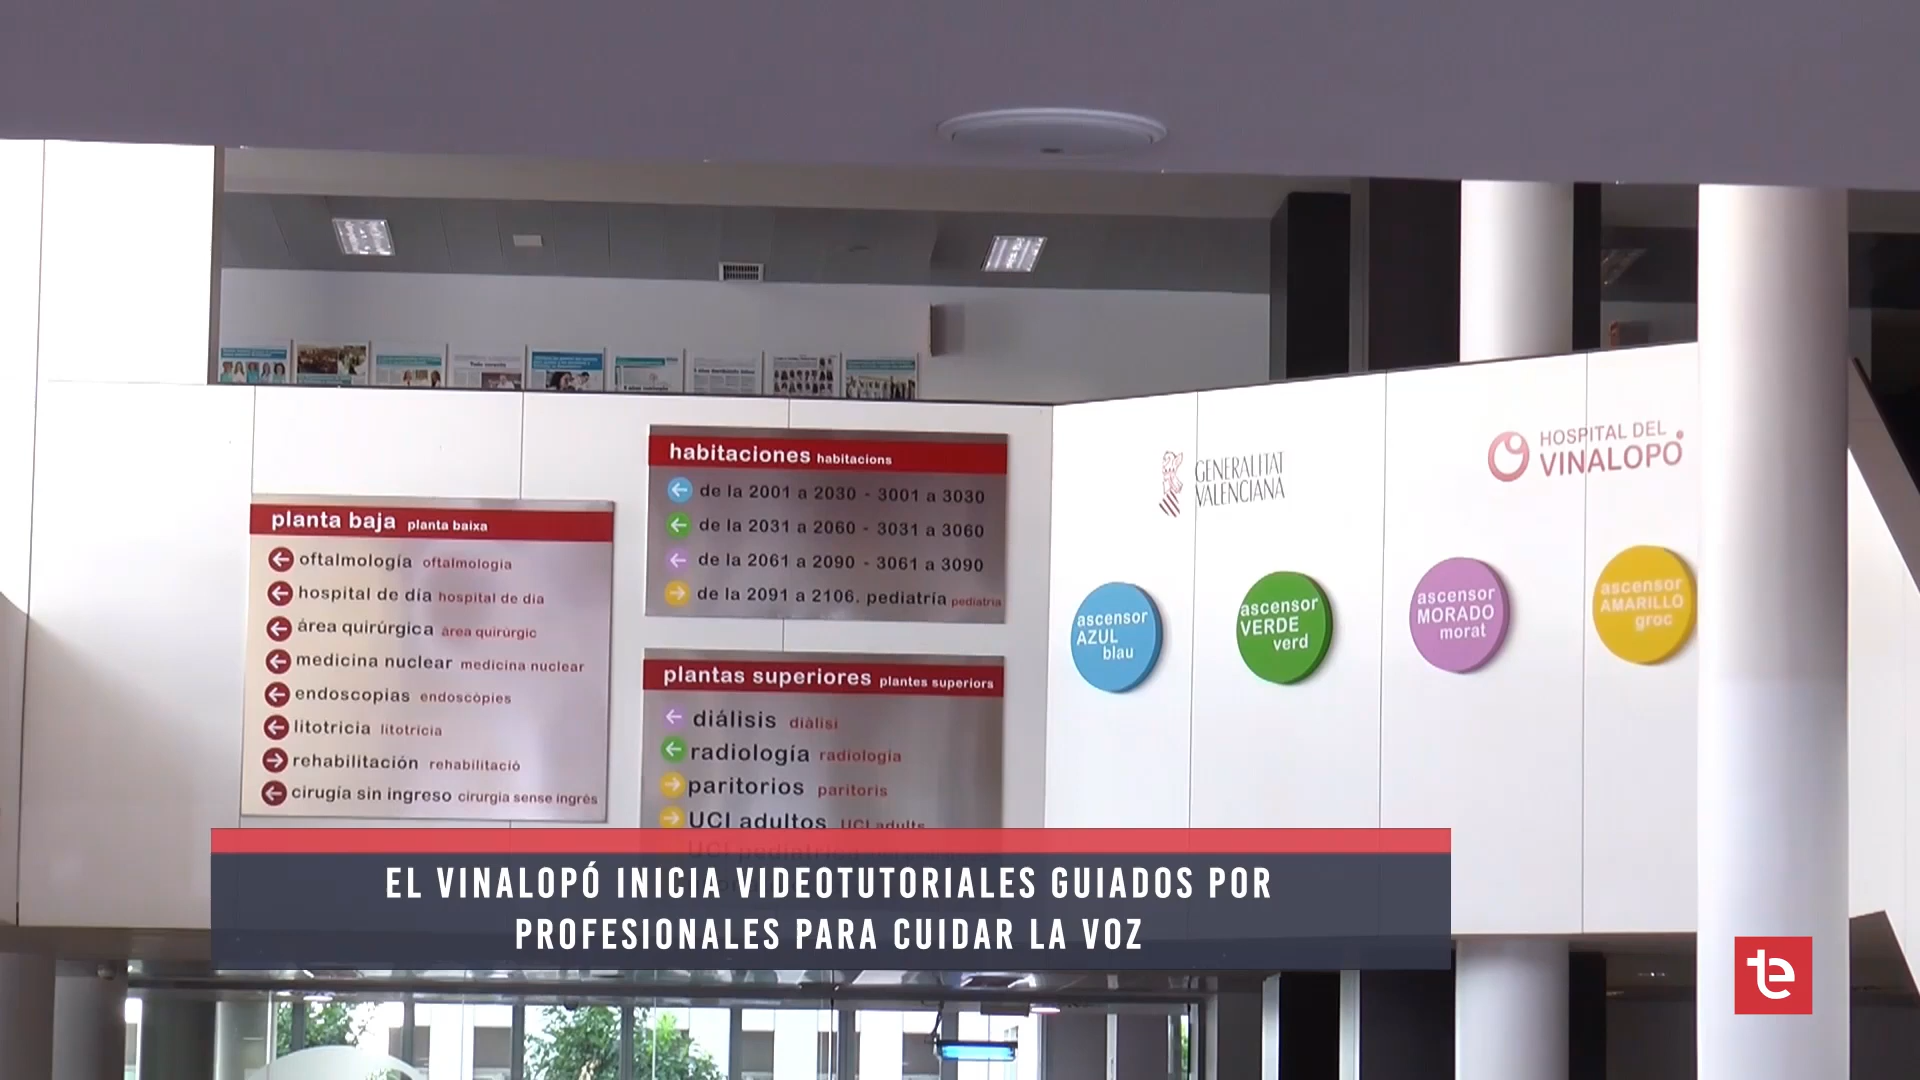 habitaciones habitacions
de la 2001 a 2030 - 3001 a 3030
de la 2031 a 2060 - 3031 a 3060
de la 2061 a 2090 - 3061 a 3090
de la 2091 a 2106. pediatría pediatria
planta baja planta baixa
oftalmología oftalmologia
hospital de día hospital de dia
área quirúrgica àrea quirúrgic
medicina nuclear medicina nuclear
endoscopias endoscòpies
litotricia litotrícia
rehabilitación rehabilitació
cirugía sin ingreso cirurgia sense ingrés
plantas superiores plantes superiors
diálisis diàlisi
radiología radiologia
paritorios paritoris
UCI adultos UCI adults
GENERALITAT
VALENCIANA
HOSPITAL DEL
VINALOPÓ
ascensor
AZUL
blau
ascensor
VERDE
verd
ascensor
MORADO
morat
ascensor
AMARILLO
groc
EL VINALOPÓ INICIA VIDEOTUTORIALES GUIADOS POR
PROFESIONALES PARA CUIDAR LA VOZ
te